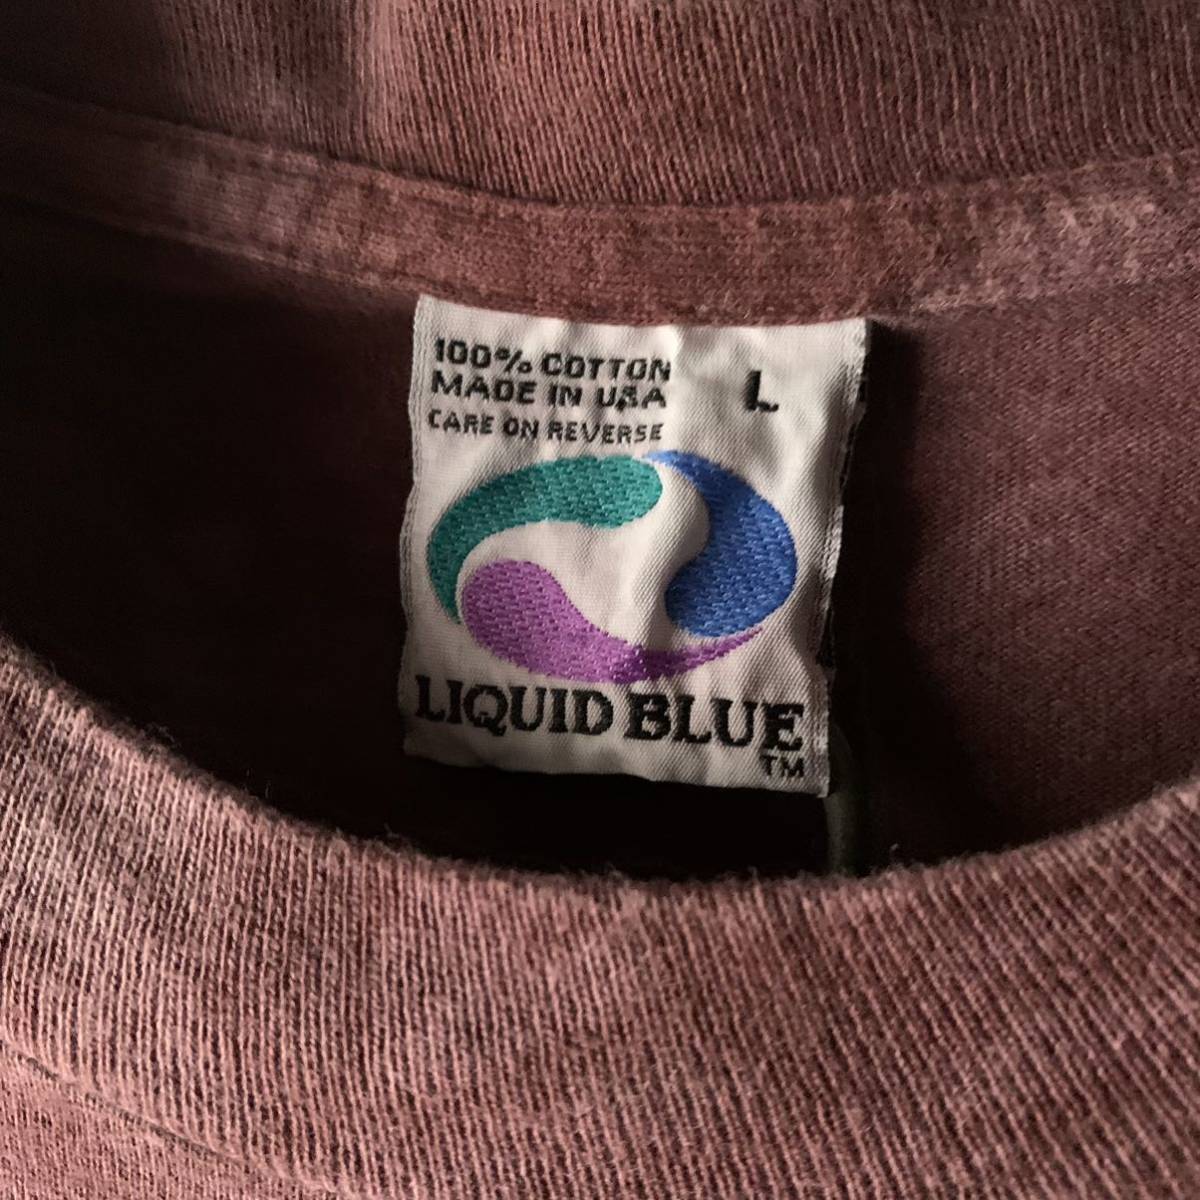 100% COTTON
MADE IN USA
L
CARE ON REVERSE
LIQUID BLUE
TM